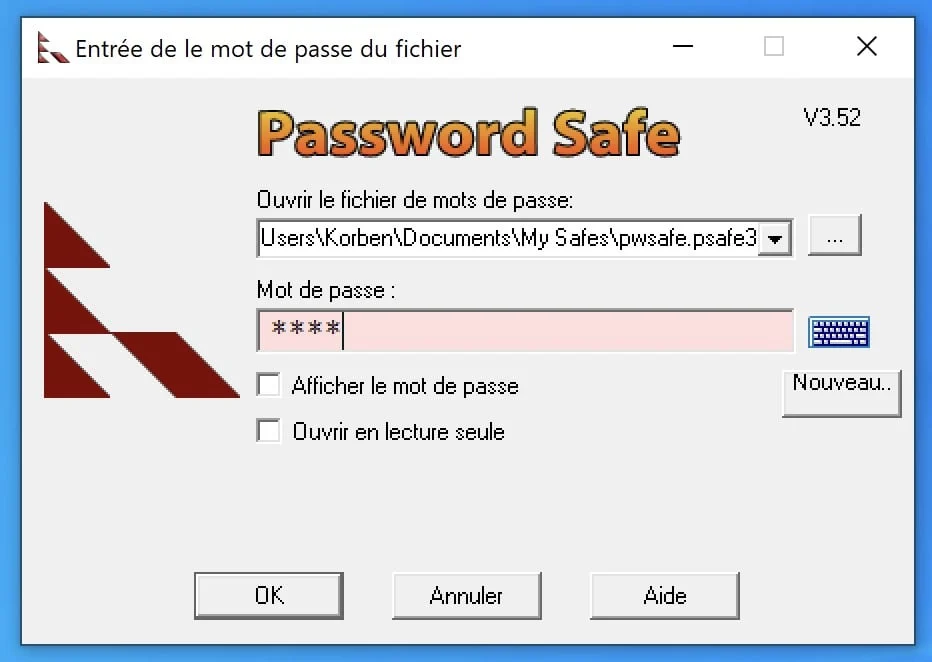 Entrée de le mot de passe du fichier
Password Safe
V3.52
Ouvrir le fichier de mots de passe:
Users\Korben\Documents\My Safes\pwsafe.psafe3
...
Mot de passe :
****
Afficher le mot de passe
Nouveau..
Ouvrir en lecture seule
OK
Annuler
Aide